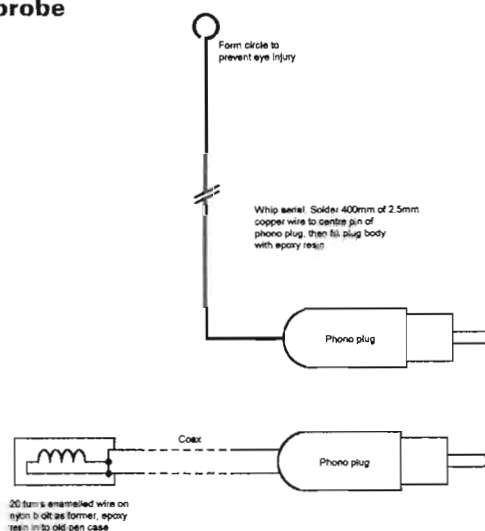 probe
Form circle to
prevent eye injury
Whip aerial. Solder 400mm of 2.5mm
copper wire to centre pin of
phono plug, then fill plug body
with epoxy resin
Phono plug
Coax
Phono plug
20 turns enamelled wire on
nylon bolt as former, epoxy
resin in to old pen case